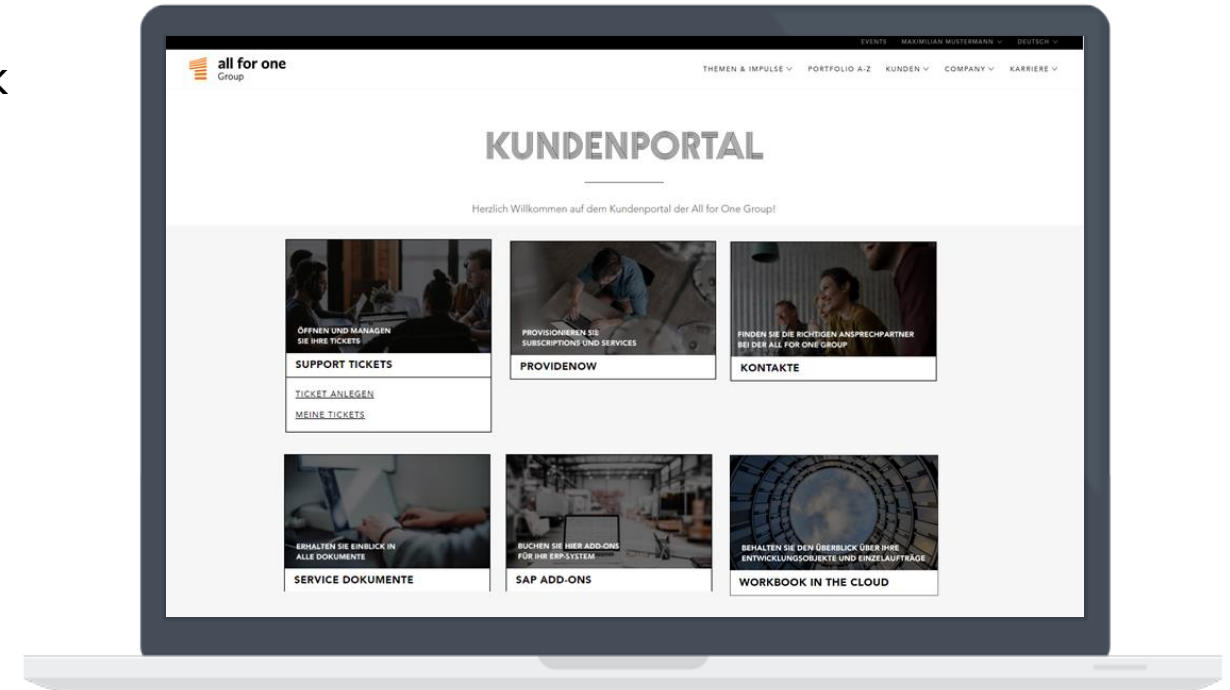 K
EVENTS MAXIMILIAN MUSTERMANN DEUTSCH
all for one
Group
THEMEN & IMPULSE PORTFOLIO A-Z KUNDEN COMPANY KARRIERE
KUNDENPORTAL
Herzlich Willkommen auf dem Kundenportal der All for One Group!
ÖFFNEN UND MANAGEN
SIE IHRE TICKETS
SUPPORT TICKETS
TICKET ANLEGEN
MEINE TICKETS
PROVISIONIEREN SIE
SUBSCRIPTIONS UND SERVICES
PROVIDENOW
FINDEN SIE DIE RICHTIGEN ANSPRECHPARTNER
BEI DER ALL FOR ONE GROUP
KONTAKTE
ERHALTEN SIE EINBLICK IN
ALLE DOKUMENTE
SERVICE DOKUMENTE
BUCHEN SIE HIER ADD-ONS
FÜR IHR ERP-SYSTEM
SAP ADD-ONS
BEHALTEN SIE DEN ÜBERBLICK ÜBER IHRE
ENTWICKLUNGSOBJEKTE UND EINZELAUFTRÄGE
WORKBOOK IN THE CLOUD